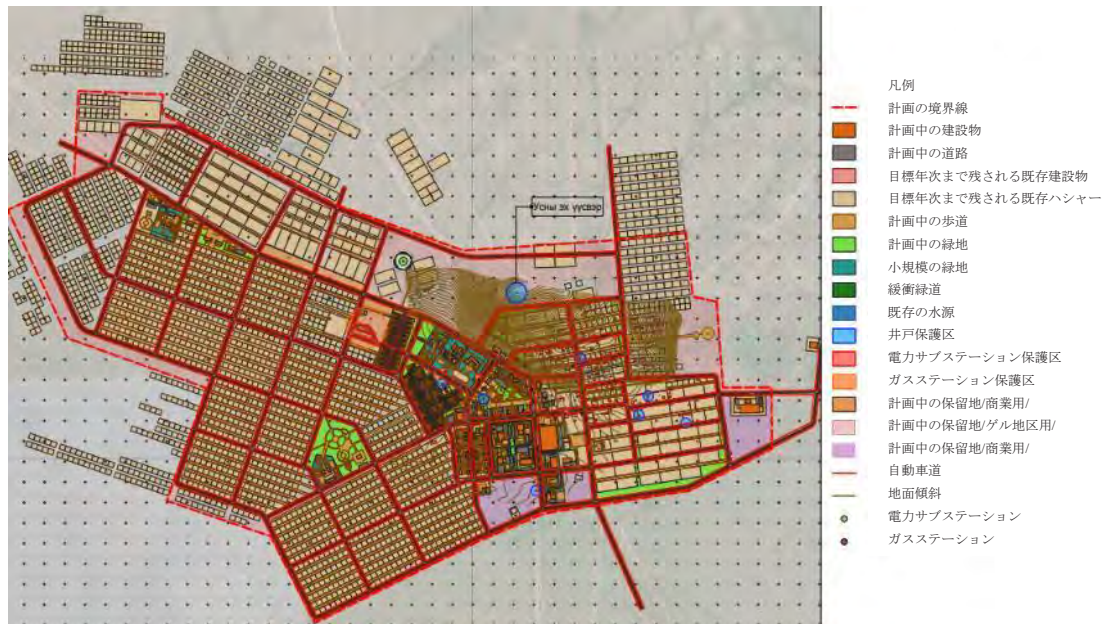 Усны эх үүсвэр
凡例
計画の境界線
計画中の建設物
計画中の道路
目標年次まで残される既存建設物
目標年次まで残される既存ハシャー
計画中の歩道
計画中の緑地
小規模の緑地
緩衝緑道
既存の水源
井戸保護区
電力サブステーション保護区
ガスステーション保護区
計画中の保留地/商業用/
計画中の保留地/ゲル地区用/
計画中の保留地/商業用/
自動車道
地面傾斜
電力サブステーション
ガスステーション